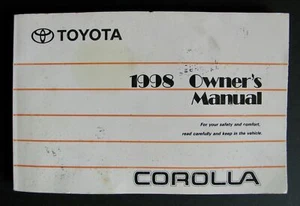 TOYOTA
1998 Owner's
Manual
For your safety and comfort,
read carefully and keep in the vehicle.
COROLLA